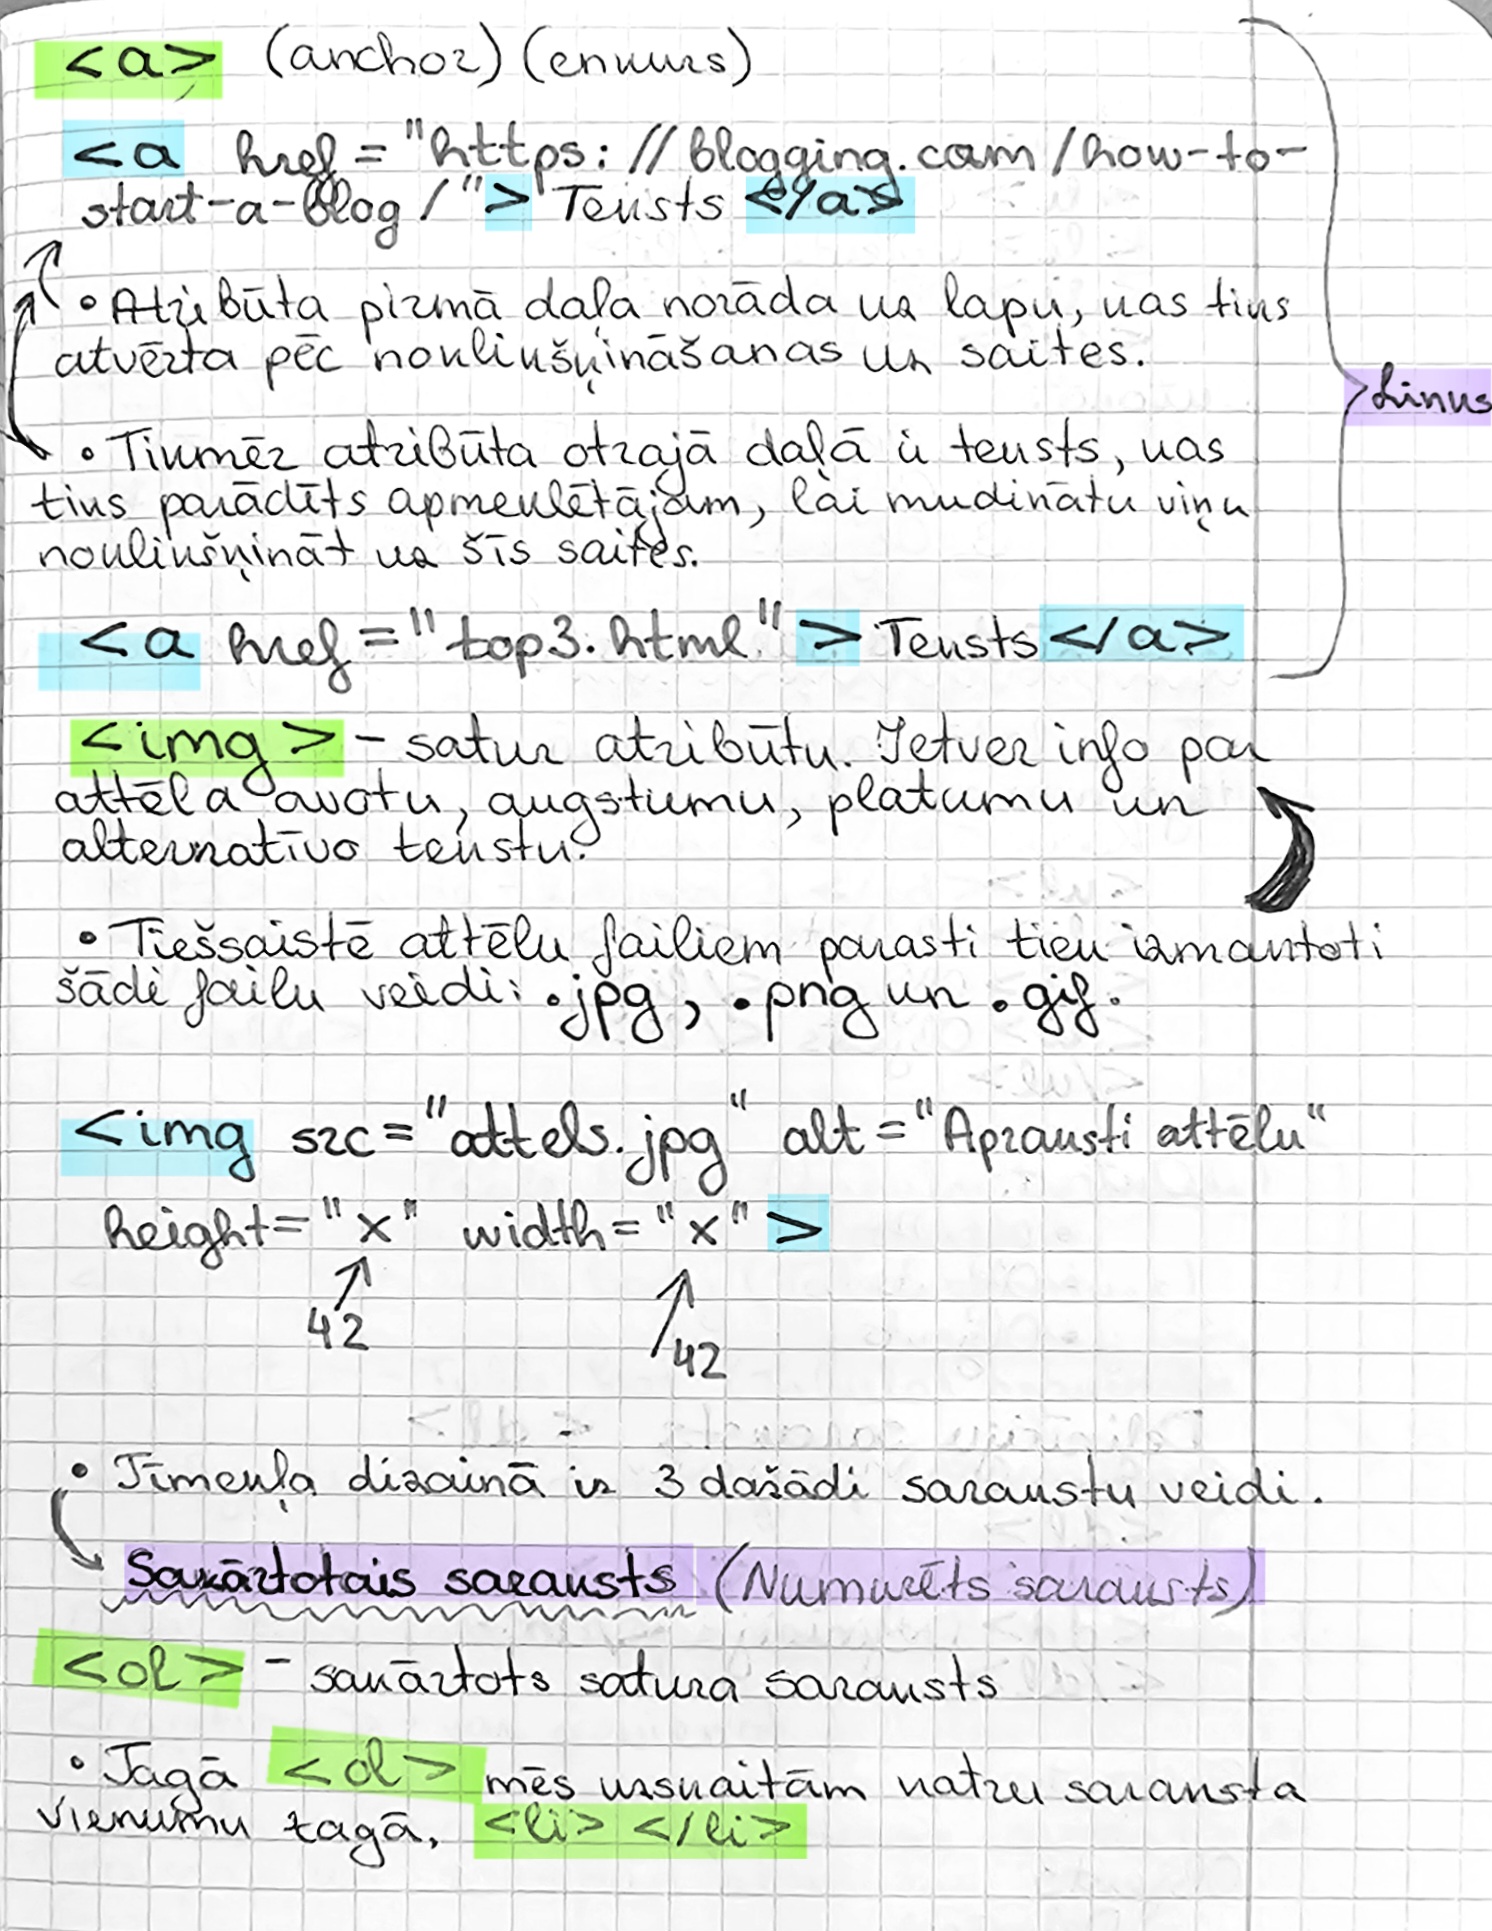 <a> (anchor) (enkurs)
<a href="https://blogging.com/how-to-
start-a-blog/"> Teksts </a>
• Atribūta pirmā daļa norāda uz lapu, kas tiks
atvērta pēc noklikšķināšanas uz saites.
Links
• Tikmēr atribūta otrajā daļā ir teksts, kas
tiks parādīts apmeklētājam, lai mudinātu viņu
noklikšķināt uz šīs saites.
<a href="top3.html"> Teksts </a>
<img> - satur atribūtu. Ietver info par
attēla avotu, augstumu, platumu un
alternatīvo tekstu.
• Tiešsaistē attēlu failiem parasti tiek izmantoti
šādi failu veidi: .jpg, .png un .gif.
<img src="attels.jpg" alt="Apraksti attēlu"
height="x" width="x">
42 42
• Tīmekļa dizainā ir 3 dažādi sarakstu veidi.
Sakārtotais saraksts (Numurēts saraksts)
<ol> - sakārtots satura saraksts
• Tagā <ol> mēs uzskaitām katru saraksta
vienumu tagā, <li> </li>